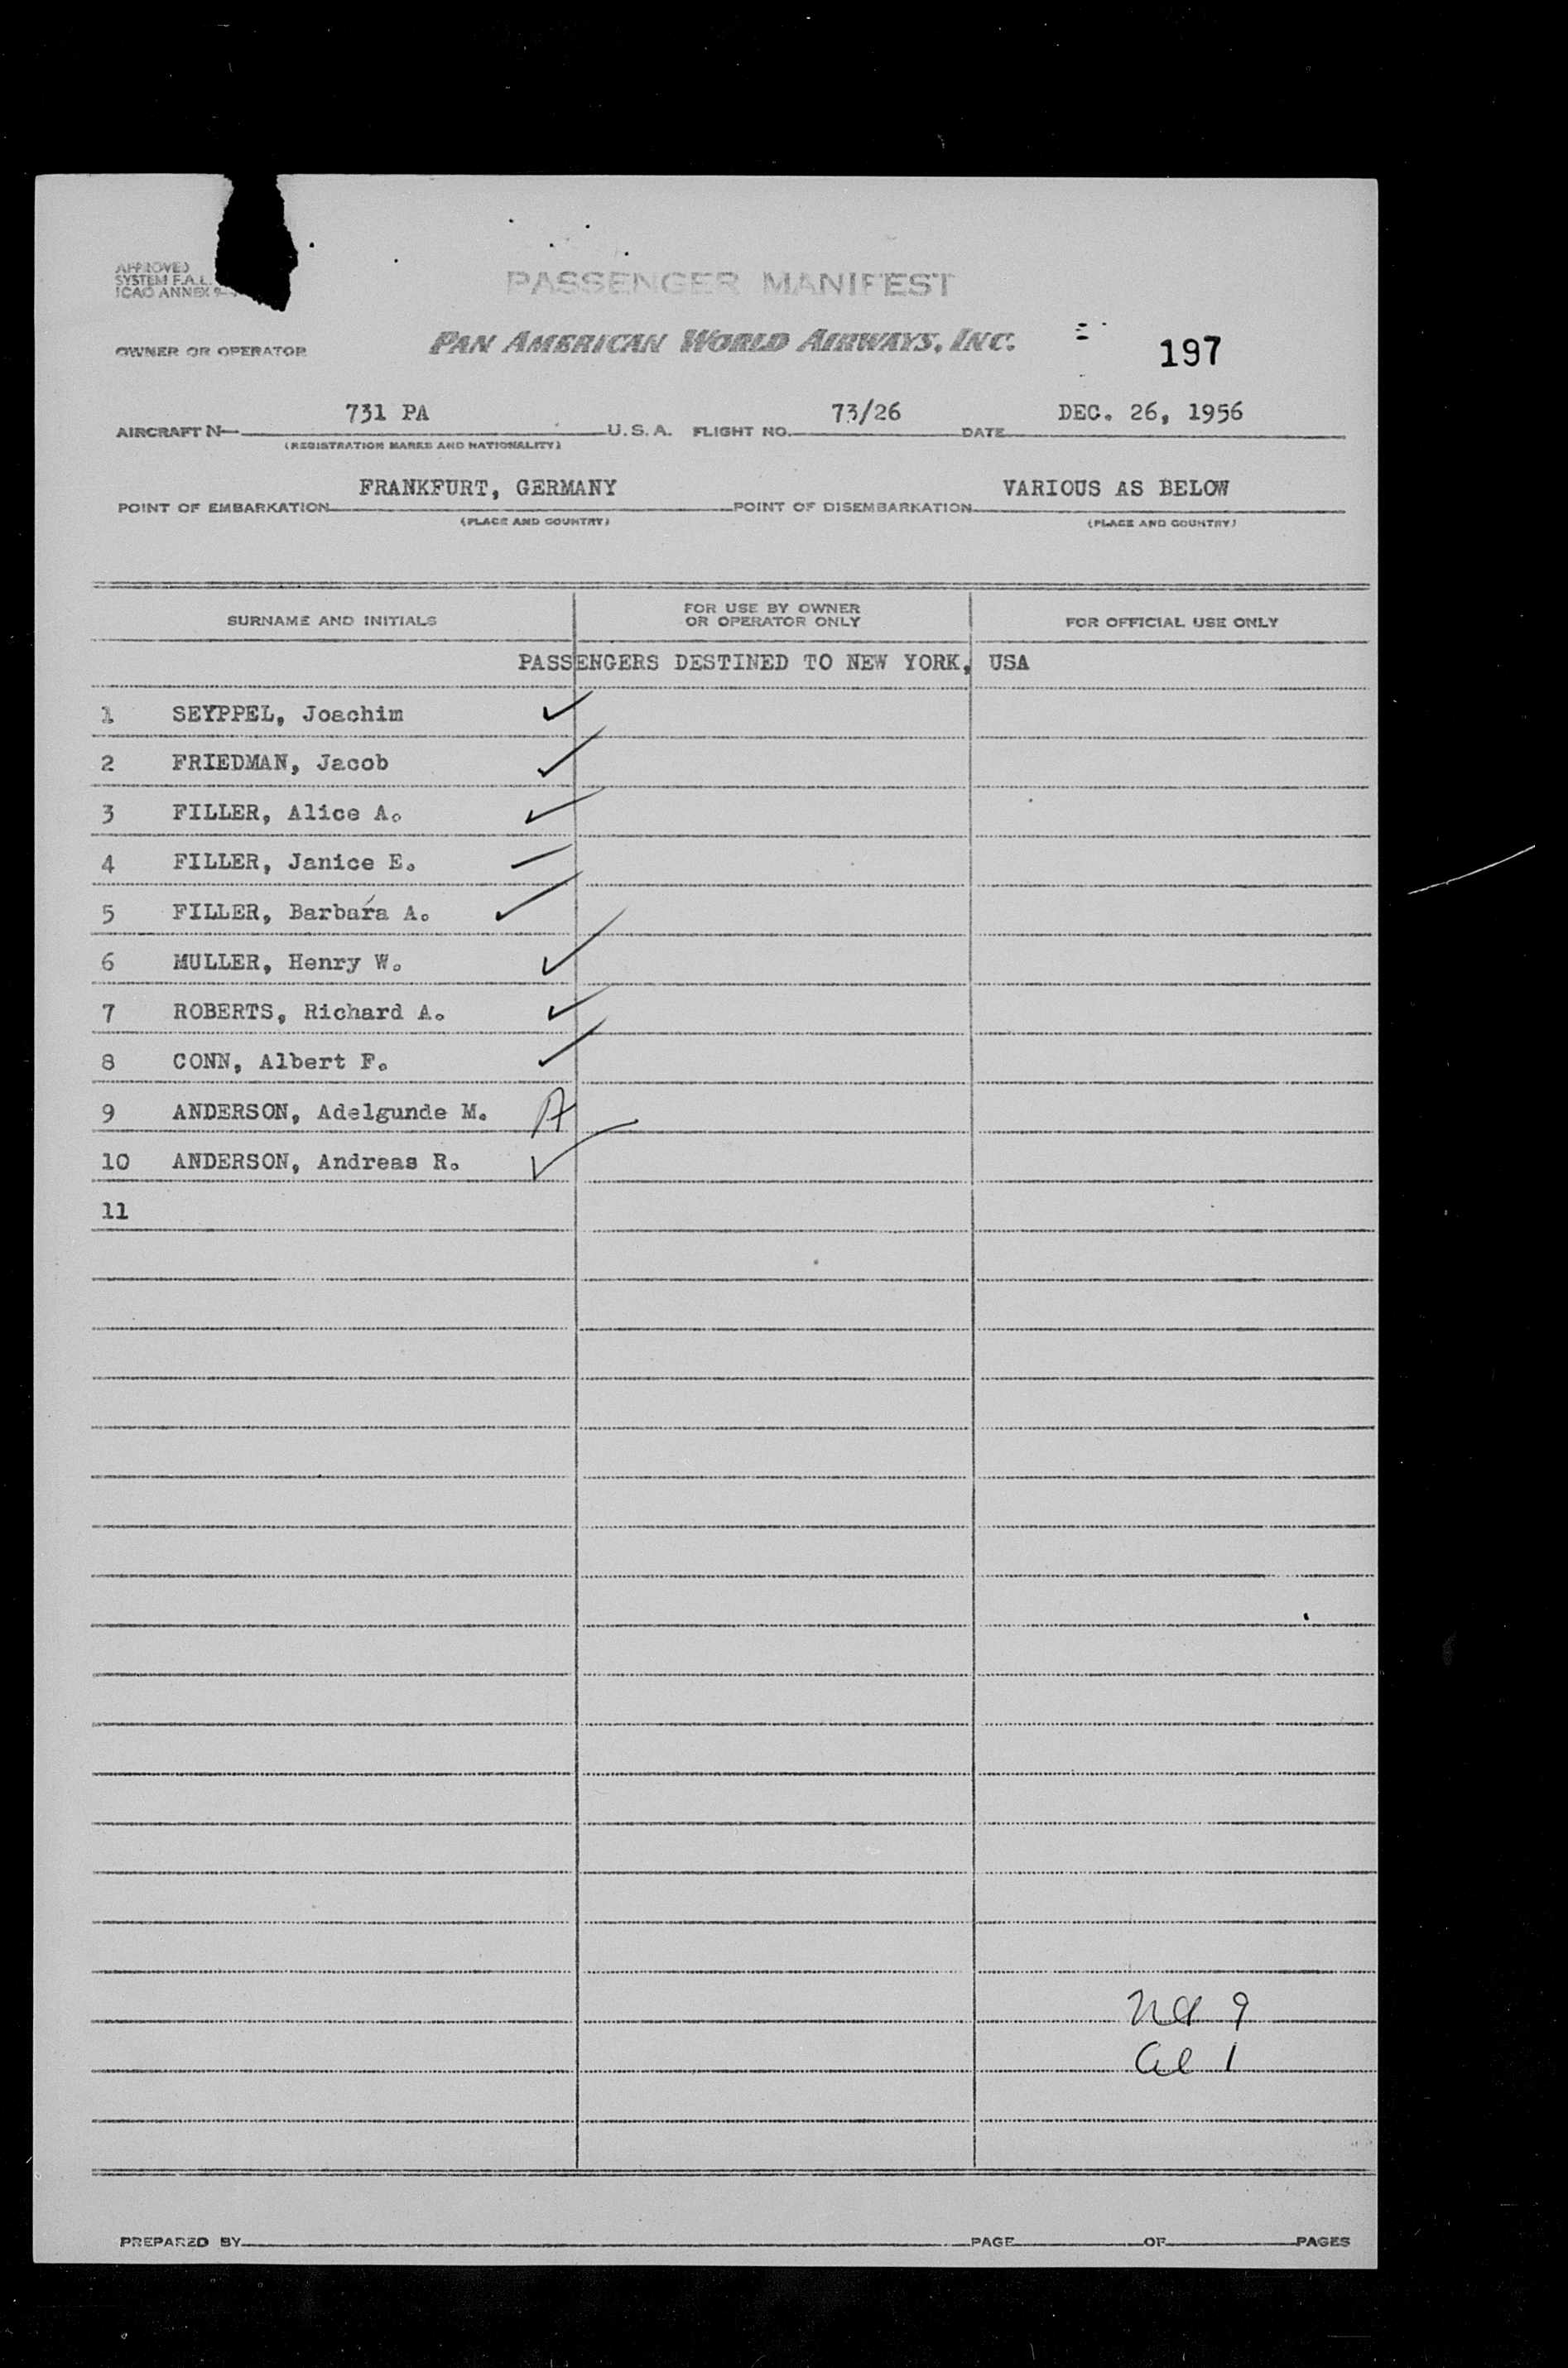 APPROVED
SYSTEM F.A.L.
ICAO ANNEX 9
PASSENGER MANIFEST
OWNER OR OPERATOR PAN AMERICAN WORLD AIRWAYS, INC. 197
AIRCRAFT N— 731 PA U.S.A. FLIGHT NO. 73/26 DATE DEC. 26, 1956
(REGISTRATION MARKS AND NATIONALITY)
POINT OF EMBARKATION FRANKFURT, GERMANY POINT OF DISEMBARKATION VARIOUS AS BELOW
(PLACE AND COUNTRY) (PLACE AND COUNTRY)
SURNAME AND INITIALS FOR USE BY OWNER OR OPERATOR ONLY FOR OFFICIAL USE ONLY
PASSENGERS DESTINED TO NEW YORK, USA
1 SEYPPEL, Joachim
2 FRIEDMAN, Jacob
3 FILLER, Alice A.
4 FILLER, Janice E.
5 FILLER, Barbara A.
6 MULLER, Henry W.
7 ROBERTS, Richard A.
8 CONN, Albert F.
9 ANDERSON, Adelgunde M. A
10 ANDERSON, Andreas R.
11
9
al 1
PREPARED BY PAGE OF PAGES